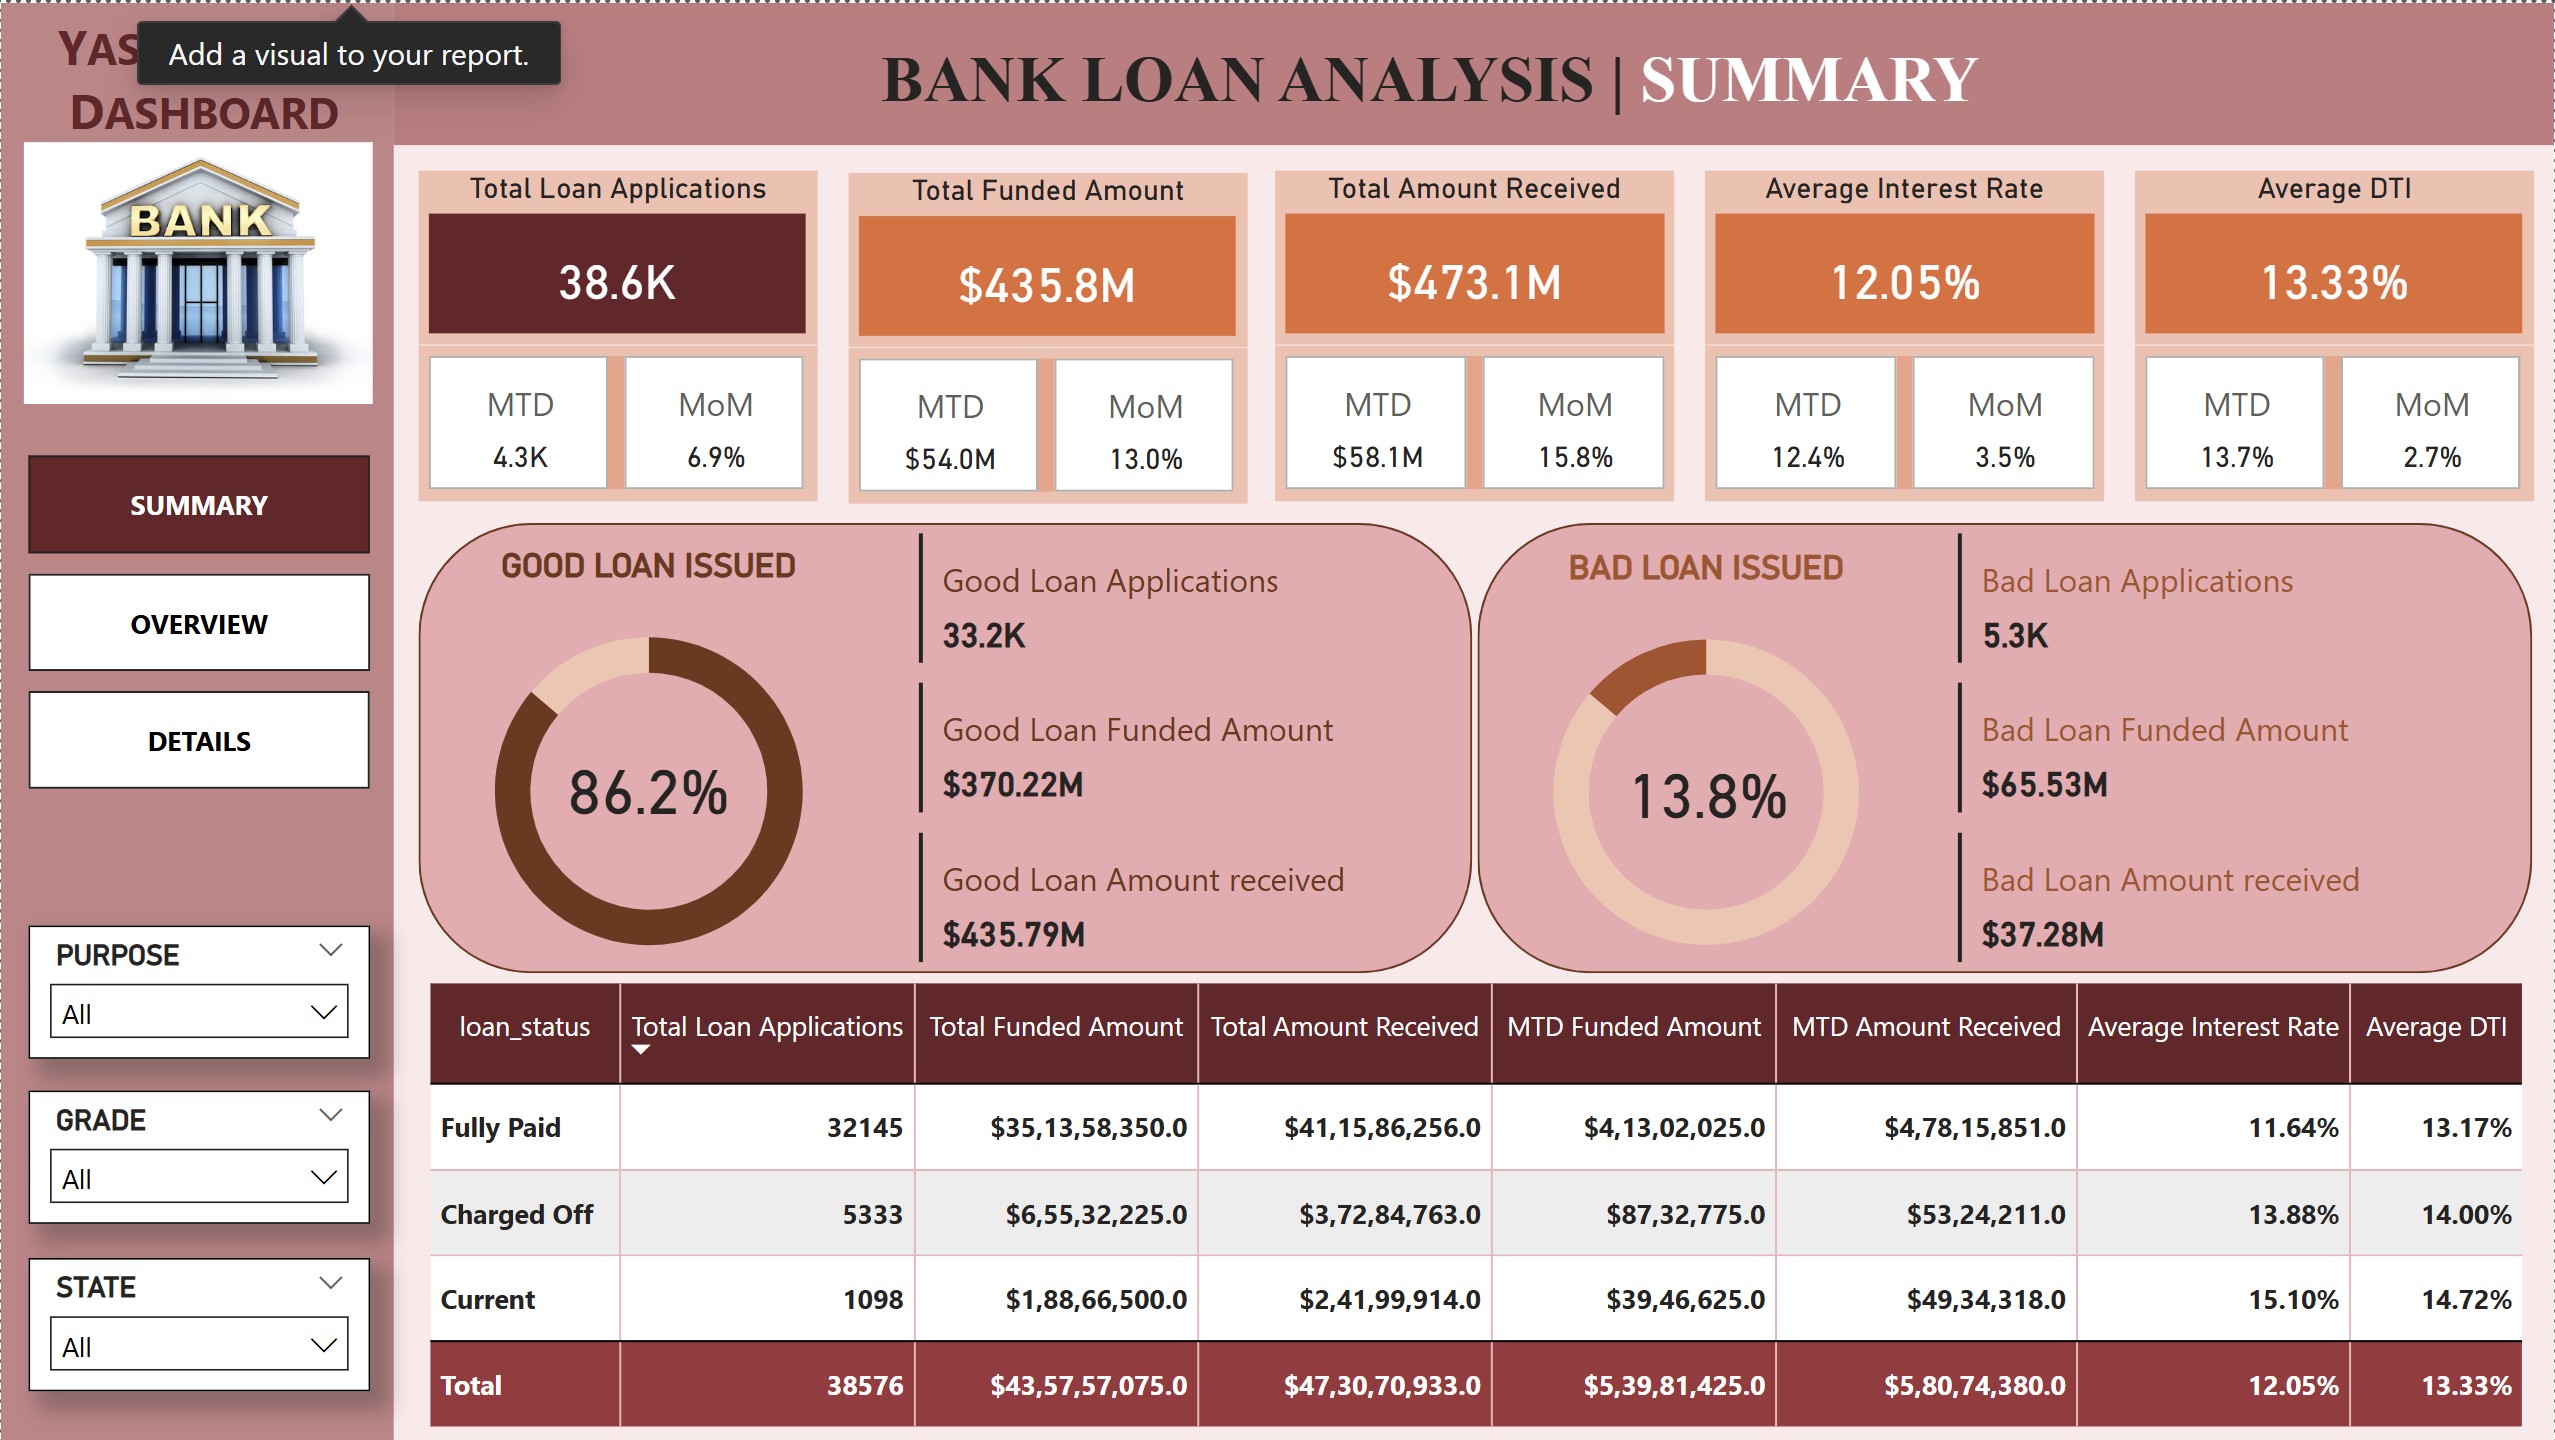 YAS
DASHBOARD
Add a visual to your report.
BANK LOAN ANALYSIS | SUMMARY
BANK
SUMMARY
OVERVIEW
DETAILS
PURPOSE
All
GRADE
All
STATE
All
Total Loan Applications
38.6K
MTD
4.3K
MoM
6.9%
Total Funded Amount
$435.8M
MTD
$54.0M
MoM
13.0%
Total Amount Received
$473.1M
MTD
$58.1M
MoM
15.8%
Average Interest Rate
12.05%
MTD
12.4%
MoM
3.5%
Average DTI
13.33%
MTD
13.7%
MoM
2.7%
GOOD LOAN ISSUED
86.2%
Good Loan Applications
33.2K
Good Loan Funded Amount
$370.22M
Good Loan Amount received
$435.79M
BAD LOAN ISSUED
13.8%
Bad Loan Applications
5.3K
Bad Loan Funded Amount
$65.53M
Bad Loan Amount received
$37.28M
loan_status Total Loan Applications Total Funded Amount Total Amount Received MTD Funded Amount MTD Amount Received Average Interest Rate Average DTI
Fully Paid 32145 $35,13,58,350.0 $41,15,86,256.0 $4,13,02,025.0 $4,78,15,851.0 11.64% 13.17%
Charged Off 5333 $6,55,32,225.0 $3,72,84,763.0 $87,32,775.0 $53,24,211.0 13.88% 14.00%
Current 1098 $1,88,66,500.0 $2,41,99,914.0 $39,46,625.0 $49,34,318.0 15.10% 14.72%
Total 38576 $43,57,57,075.0 $47,30,70,933.0 $5,39,81,425.0 $5,80,74,380.0 12.05% 13.33%